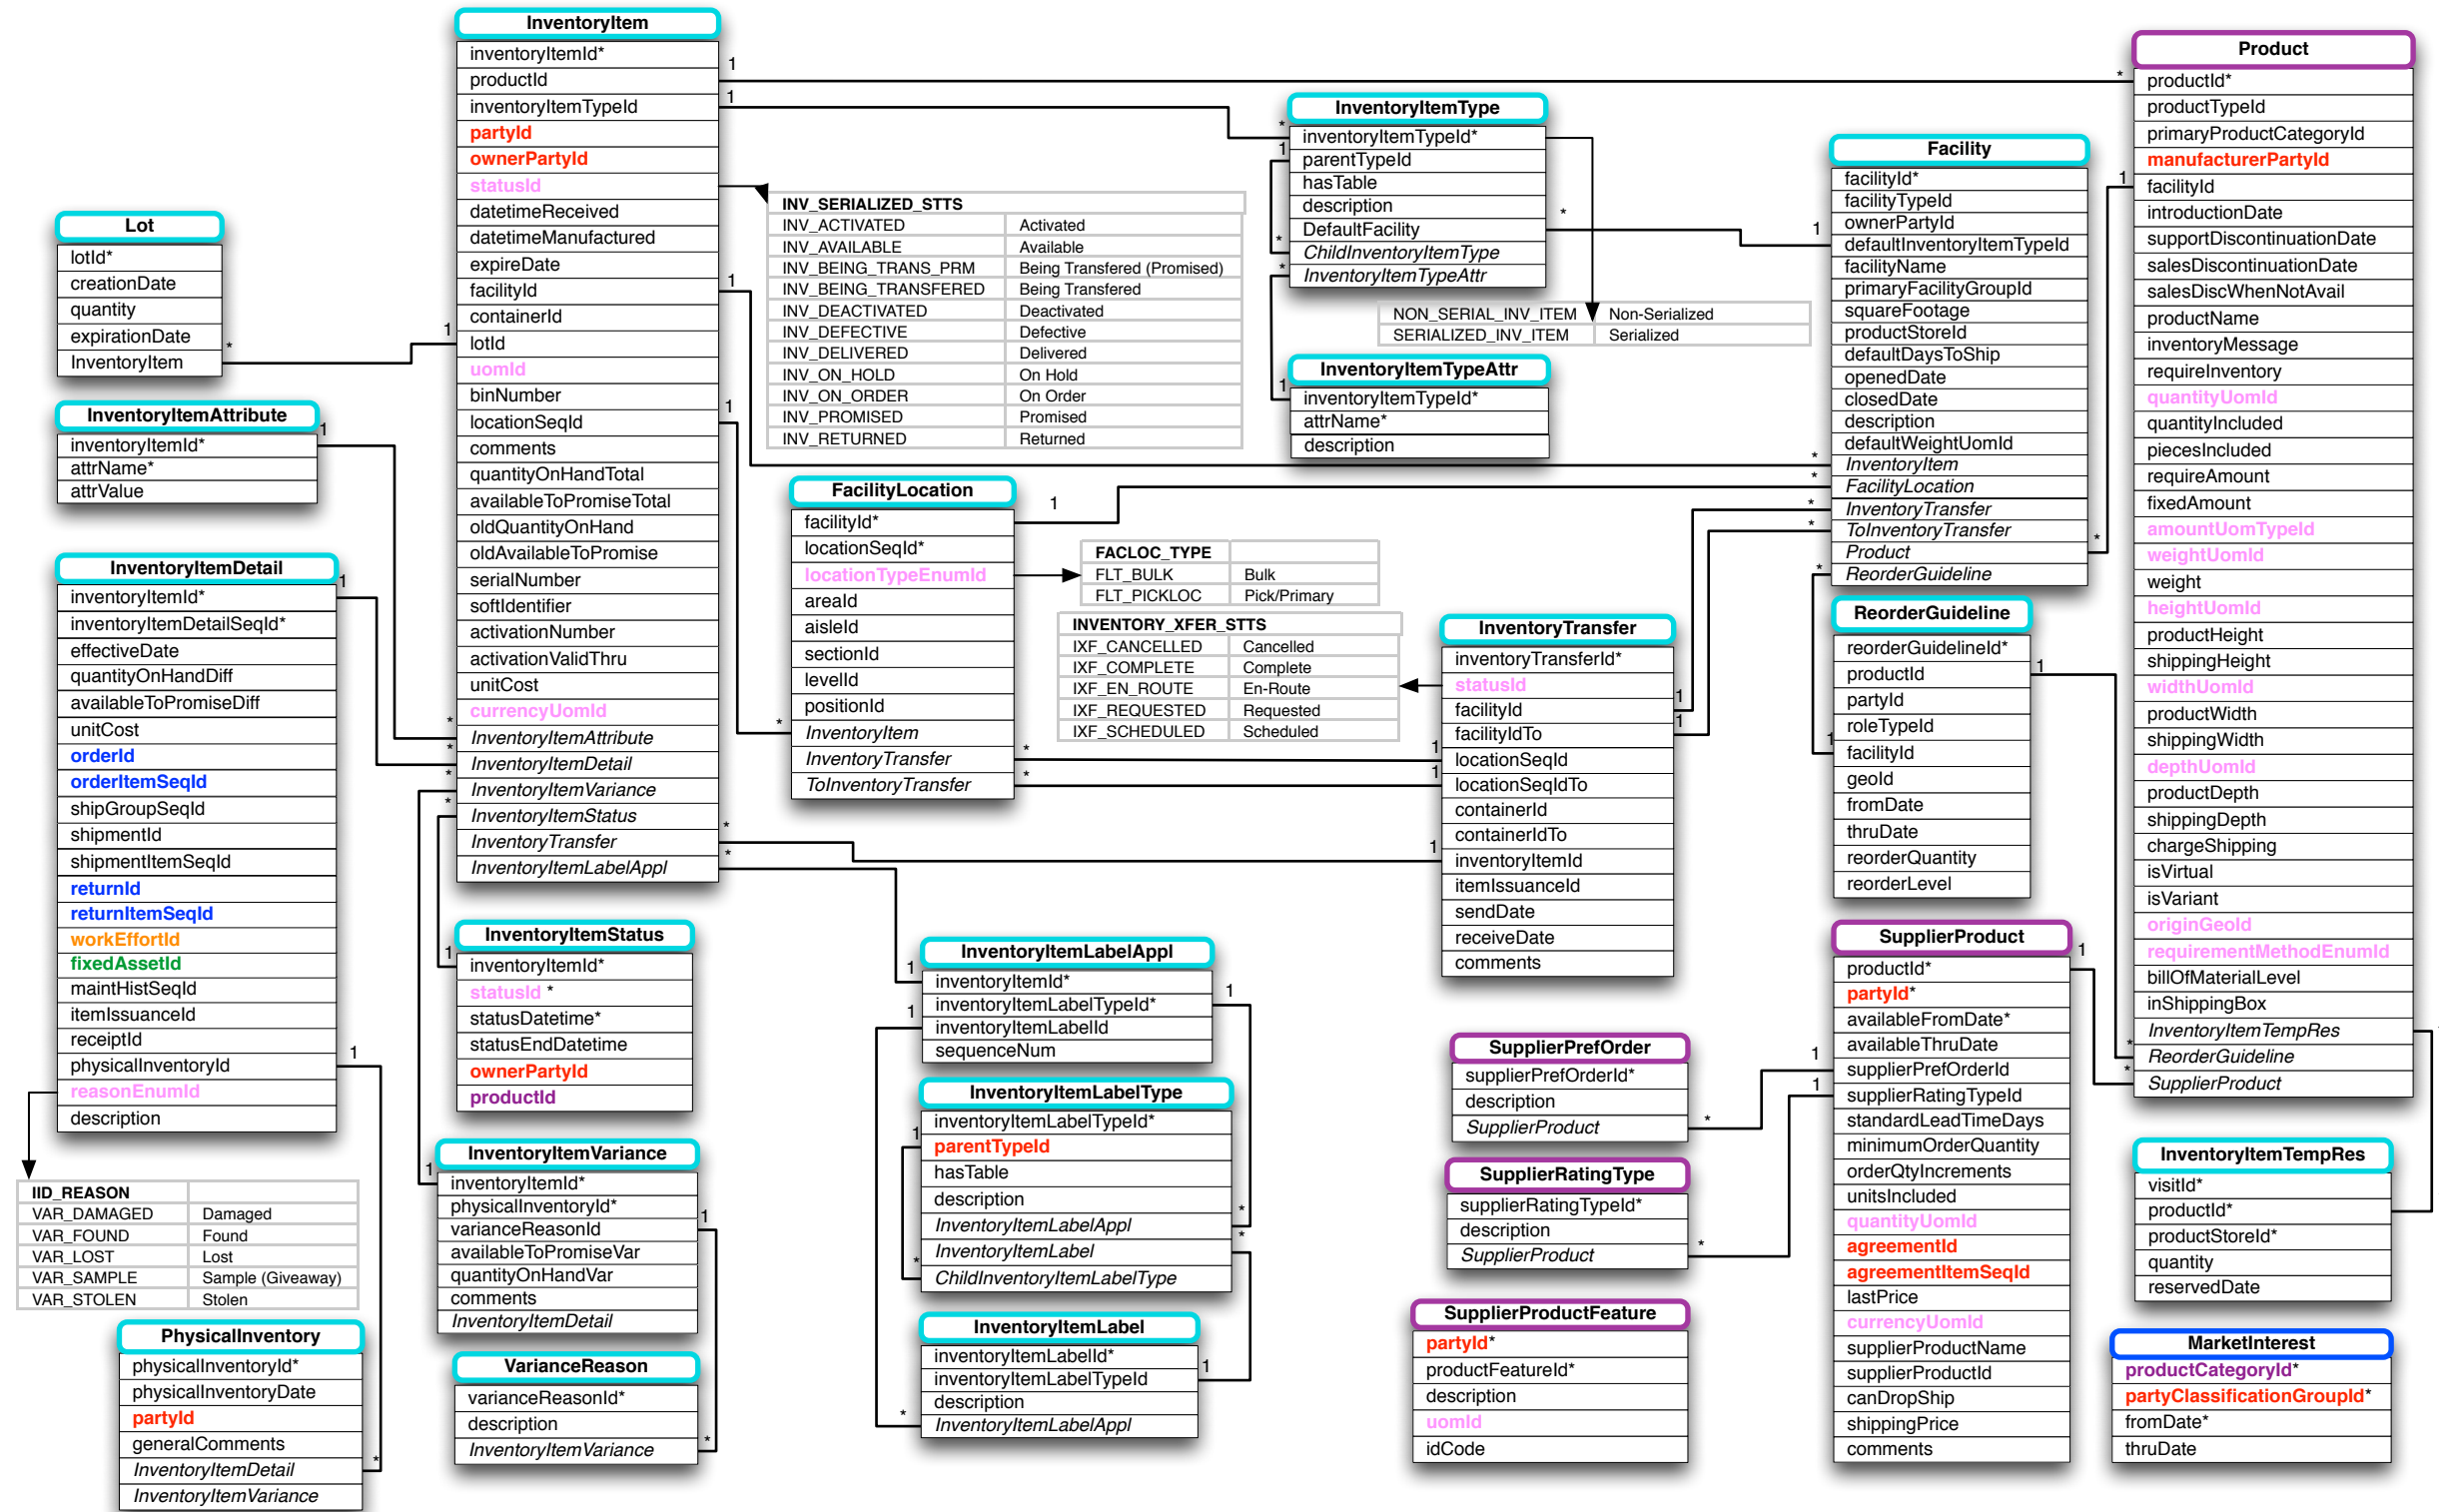 InventoryItem
inventoryItemId*
productId
inventoryItemTypeId
partyId
ownerPartyId
statusId
datetimeReceived
datetimeManufactured
expireDate
facilityId
containerId
lotId
uomId
binNumber
locationSeqId
comments
quantityOnHandTotal
availableToPromiseTotal
oldQuantityOnHand
oldAvailableToPromise
serialNumber
softIdentifier
activationNumber
activationValidThru
unitCost
currencyUomId
InventoryItemAttribute
InventoryItemDetail
InventoryItemVariance
InventoryItemStatus
InventoryTransfer
InventoryItemLabelAppl
Lot
lotId*
creationDate
quantity
expirationDate
InventoryItem
InventoryItemAttribute
inventoryItemId*
attrName*
attrValue
InventoryItemDetail
inventoryItemId*
inventoryItemDetailSeqId*
effectiveDate
quantityOnHandDiff
availableToPromiseDiff
unitCost
orderId
orderItemSeqId
shipGroupSeqId
shipmentId
shipmentItemSeqId
returnId
returnItemSeqId
workEffortId
fixedAssetId
maintHistSeqId
itemIssuanceId
receiptId
physicalInventoryId
reasonEnumId
description
IID_REASON
VAR_DAMAGED Damaged
VAR_FOUND Found
VAR_LOST Lost
VAR_SAMPLE Sample (Giveaway)
VAR_STOLEN Stolen
PhysicalInventory
physicalInventoryId*
physicalInventoryDate
partyId
generalComments
InventoryItemDetail
InventoryItemVariance
InventoryItemStatus
inventoryItemId*
statusId *
statusDatetime*
statusEndDatetime
ownerPartyId
productId
InventoryItemVariance
inventoryItemId*
physicalInventoryId*
varianceReasonId
availableToPromiseVar
quantityOnHandVar
comments
InventoryItemDetail
VarianceReason
varianceReasonId*
description
InventoryItemVariance
INV_SERIALIZED_STTS
INV_ACTIVATED Activated
INV_AVAILABLE Available
INV_BEING_TRANS_PRM Being Transfered (Promised)
INV_BEING_TRANSFERED Being Transfered
INV_DEACTIVATED Deactivated
INV_DEFECTIVE Defective
INV_DELIVERED Delivered
INV_ON_HOLD On Hold
INV_ON_ORDER On Order
INV_PROMISED Promised
INV_RETURNED Returned
FacilityLocation
facilityId*
locationSeqId*
locationTypeEnumId
areaId
aisleId
sectionId
levelId
positionId
InventoryItem
InventoryTransfer
ToInventoryTransfer
FACLOC_TYPE
FLT_BULK Bulk
FLT_PICKLOC Pick/Primary
INVENTORY_XFER_STTS
IXF_CANCELLED Cancelled
IXF_COMPLETE Complete
IXF_EN_ROUTE En-Route
IXF_REQUESTED Requested
IXF_SCHEDULED Scheduled
InventoryItemLabelAppl
inventoryItemId*
inventoryItemLabelTypeId*
inventoryItemLabelId
sequenceNum
InventoryItemLabelType
inventoryItemLabelTypeId*
parentTypeId
hasTable
description
InventoryItemLabelAppl
InventoryItemLabel
ChildInventoryItemLabelType
InventoryItemLabel
inventoryItemLabelId*
inventoryItemLabelTypeId
description
InventoryItemLabelAppl
InventoryItemType
inventoryItemTypeId*
parentTypeId
hasTable
description
DefaultFacility
ChildInventoryItemType
InventoryItemTypeAttr
NON_SERIAL_INV_ITEM Non-Serialized
SERIALIZED_INV_ITEM Serialized
InventoryItemTypeAttr
inventoryItemTypeId*
attrName*
description
InventoryTransfer
inventoryTransferId*
statusId
facilityId
facilityIdTo
locationSeqId
locationSeqIdTo
containerId
containerIdTo
inventoryItemId
itemIssuanceId
sendDate
receiveDate
comments
SupplierPrefOrder
supplierPrefOrderId*
description
SupplierProduct
SupplierRatingType
supplierRatingTypeId*
description
SupplierProduct
SupplierProductFeature
partyId*
productFeatureId*
description
uomId
idCode
Facility
facilityId*
facilityTypeId
ownerPartyId
defaultInventoryItemTypeId
facilityName
primaryFacilityGroupId
squareFootage
productStoreId
defaultDaysToShip
openedDate
closedDate
description
defaultWeightUomId
InventoryItem
FacilityLocation
InventoryTransfer
ToInventoryTransfer
Product
ReorderGuideline
ReorderGuideline
reorderGuidelineId*
productId
partyId
roleTypeId
facilityId
geoId
fromDate
thruDate
reorderQuantity
reorderLevel
SupplierProduct
productId*
partyId*
availableFromDate*
availableThruDate
supplierPrefOrderId
supplierRatingTypeId
standardLeadTimeDays
minimumOrderQuantity
orderQtyIncrements
unitsIncluded
quantityUomId
agreementId
agreementItemSeqId
lastPrice
currencyUomId
supplierProductName
supplierProductId
canDropShip
shippingPrice
comments
Product
productId*
productTypeId
primaryProductCategoryId
manufacturerPartyId
facilityId
introductionDate
supportDiscontinuationDate
salesDiscontinuationDate
salesDiscWhenNotAvail
productName
inventoryMessage
requireInventory
quantityUomId
quantityIncluded
piecesIncluded
requireAmount
fixedAmount
amountUomTypeId
weightUomId
weight
heightUomId
productHeight
shippingHeight
widthUomId
productWidth
shippingWidth
depthUomId
productDepth
shippingDepth
chargeShipping
isVirtual
isVariant
originGeoId
requirementMethodEnumId
billOfMaterialLevel
inShippingBox
InventoryItemTempRes
ReorderGuideline
SupplierProduct
InventoryItemTempRes
visitId*
productId*
productStoreId*
quantity
reservedDate
MarketInterest
productCategoryId*
partyClassificationGroupId*
fromDate*
thruDate